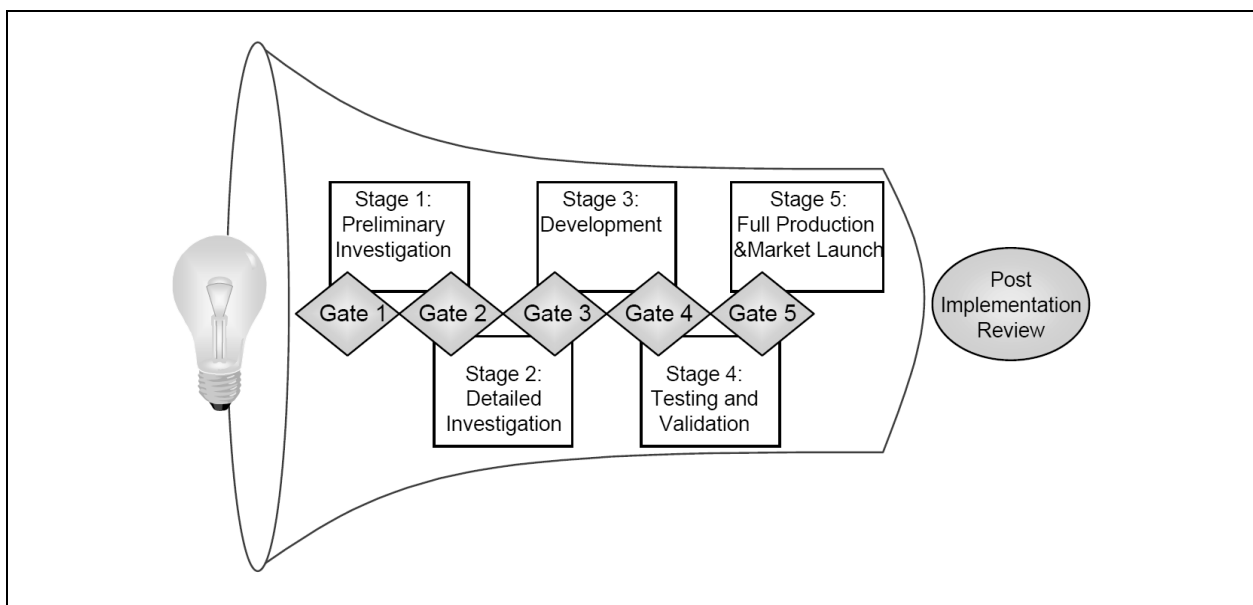 Stage 1:
Preliminary
Investigation
Stage 3:
Development
Stage 5:
Full Production
&Market Launch
Gate 1
Gate 2
Gate 3
Gate 4
Gate 5
Post
Implementation
Review
Stage 2:
Detailed
Investigation
Stage 4:
Testing and
Validation